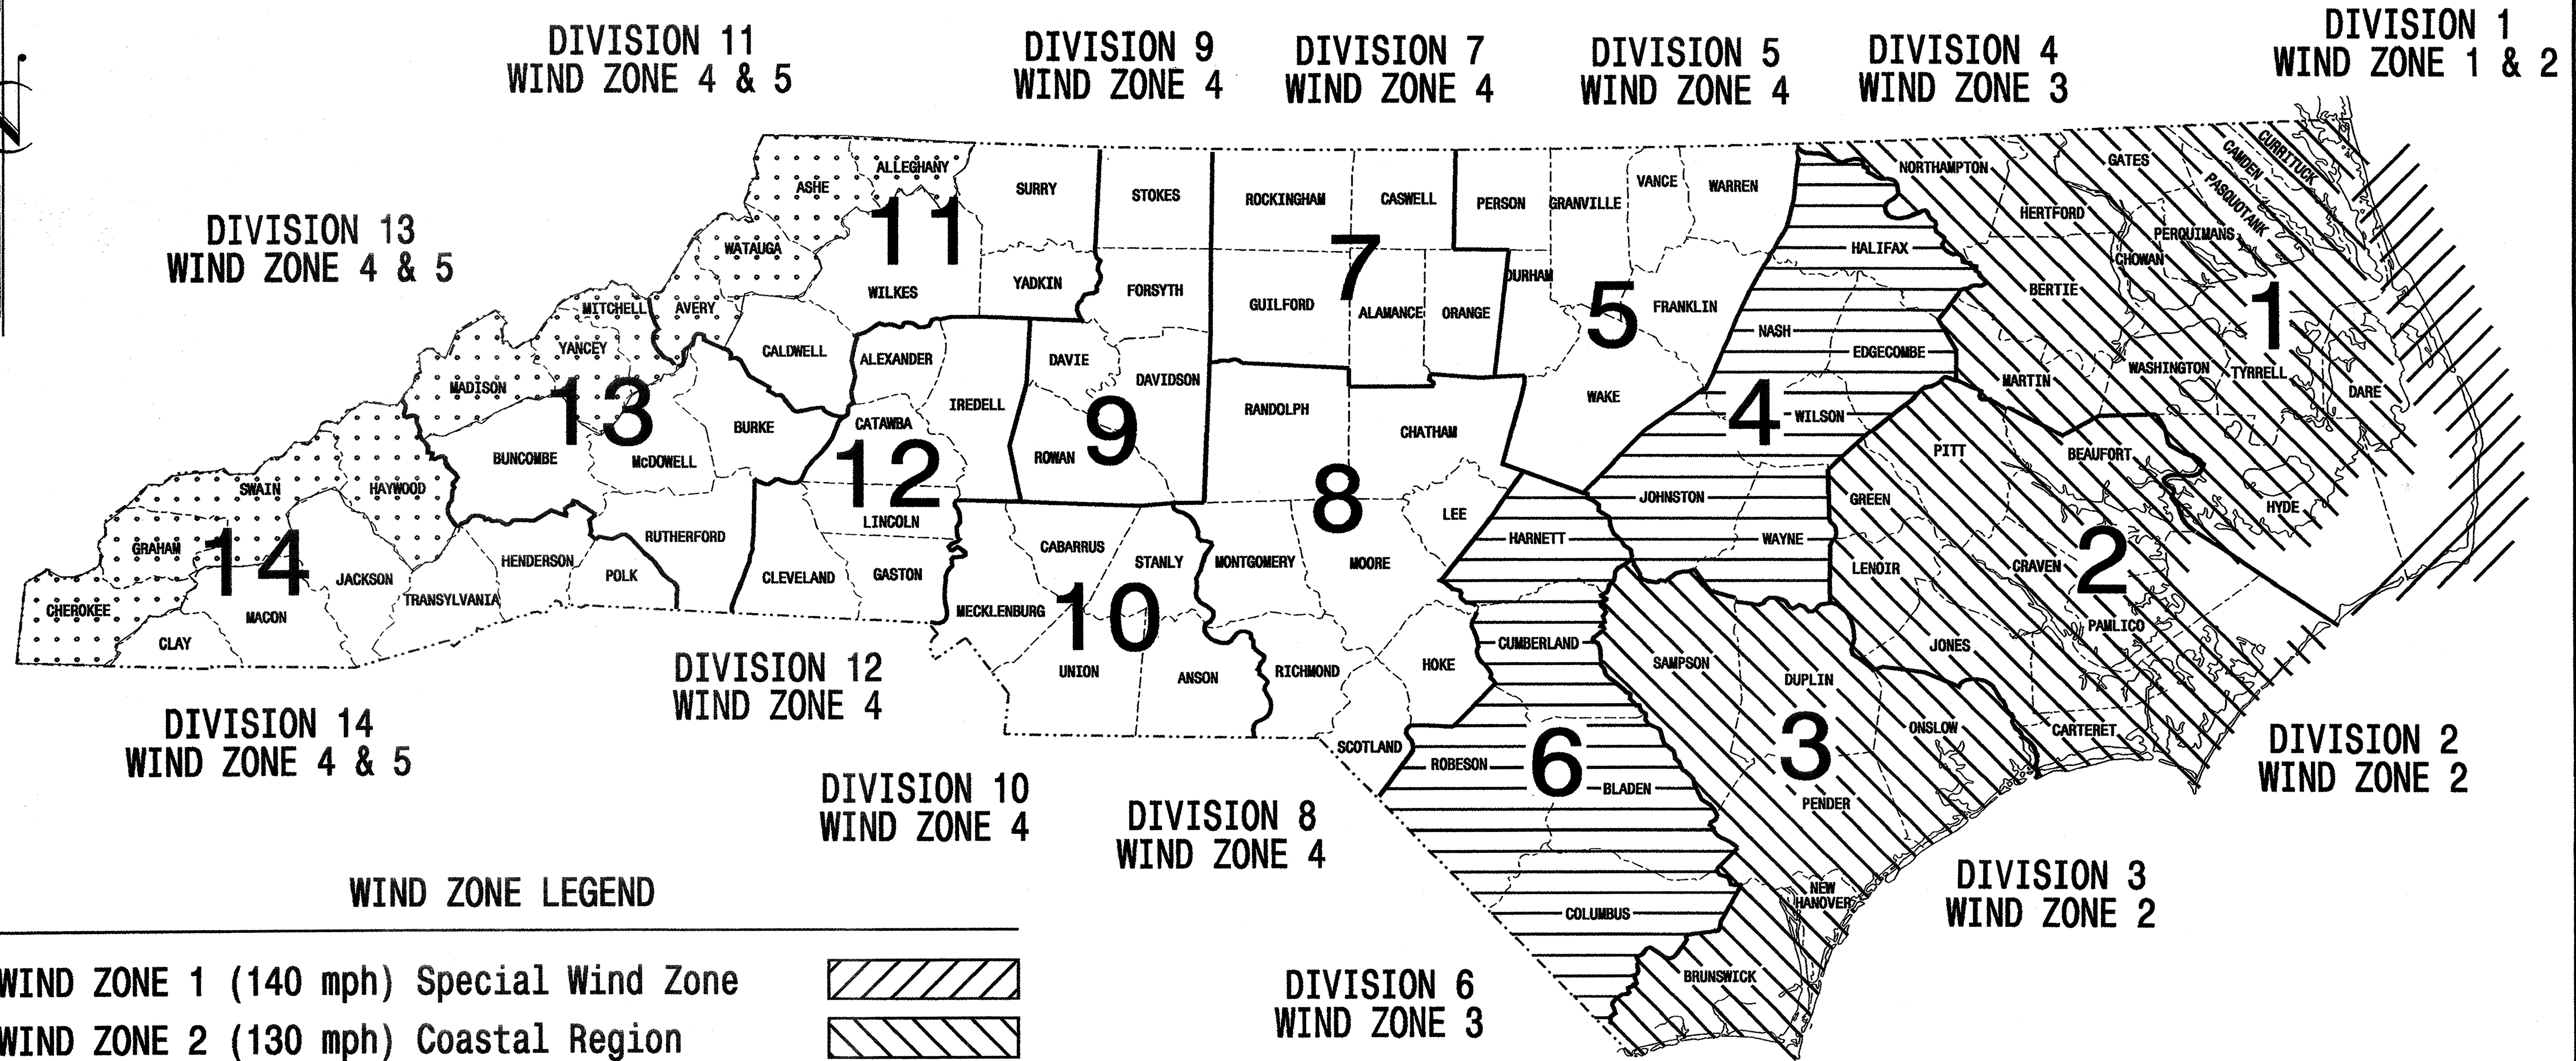 DIVISION 11
WIND ZONE 4 & 5
DIVISION 9
WIND ZONE 4
DIVISION 7
WIND ZONE 4
DIVISION 5
WIND ZONE 4
DIVISION 4
WIND ZONE 3
DIVISION 1
WIND ZONE 1 & 2
N
DIVISION 13
WIND ZONE 4 & 5
ASHE
ALLEGHANY
11
WATAUGA
WILKES
SURRY
YADKIN
MITCHELL
AVERY
CALDWELL
YANCEY
MADISON
13
BUNCOMBE
McDOWELL
BURKE
RUTHERFORD
POLK
HENDERSON
TRANSYLVANIA
HAYWOOD
SWAIN
GRAHAM
14
JACKSON
MACON
CHEROKEE
CLAY
STOKES
FORSYTH
DAVIE
DAVIDSON
9
ROWAN
ALEXANDER
IREDELL
CATAWBA
12
LINCOLN
CLEVELAND
GASTON
ROCKINGHAM
CASWELL
7
GUILFORD
ALAMANCE
ORANGE
PERSON
GRANVILLE
VANCE
WARREN
DURHAM
5
FRANKLIN
WAKE
RANDOLPH
CHATHAM
8
LEE
MONTGOMERY
MOORE
RICHMOND
HOKE
SCOTLAND
CABARRUS
STANLY
MECKLENBURG
10
UNION
ANSON
HALIFAX
NASH
EDGECOMBE
4
WILSON
JOHNSTON
WAYNE
NORTHAMPTON
GATES
CAMDEN
CURRITUCK
PASQUOTANK
HERTFORD
PERQUIMANS
CHOWAN
BERTIE
1
MARTIN
WASHINGTON
TYRRELL
DARE
HYDE
PITT
BEAUFORT
GREEN
2
LENOIR
CRAVEN
PAMLICO
JONES
CARTERET
HARNETT
CUMBERLAND
6
ROBESON
BLADEN
COLUMBUS
SAMPSON
DUPLIN
3
ONSLOW
PENDER
NEW
HANOVER
BRUNSWICK
DIVISION 14
WIND ZONE 4 & 5
DIVISION 12
WIND ZONE 4
DIVISION 10
WIND ZONE 4
DIVISION 8
WIND ZONE 4
DIVISION 6
WIND ZONE 3
DIVISION 3
WIND ZONE 2
DIVISION 2
WIND ZONE 2
WIND ZONE LEGEND
WIND ZONE 1 (140 mph) Special Wind Zone
WIND ZONE 2 (130 mph) Coastal Region